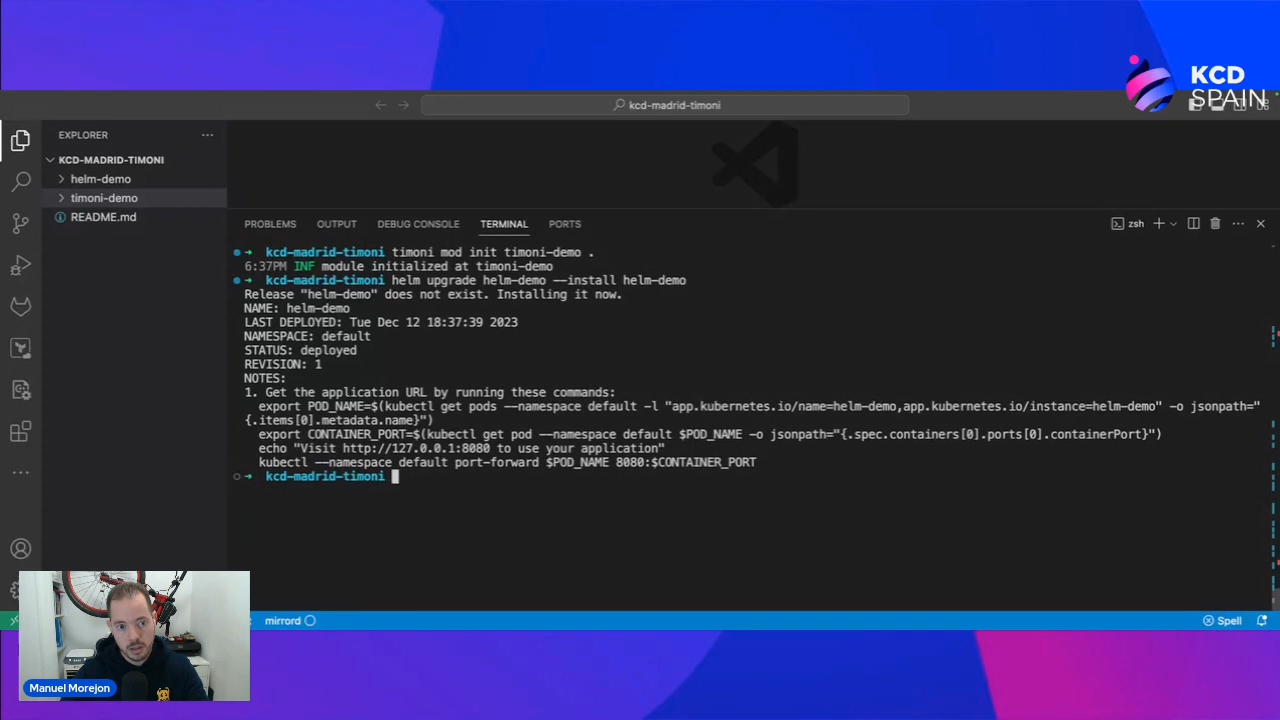 KCD
SPAIN
kcd-madrid-timoni
EXPLORER
KCD-MADRID-TIMONI
helm-demo
timoni-demo
README.md
PROBLEMS OUTPUT DEBUG CONSOLE TERMINAL PORTS
zsh
kcd-madrid-timoni timoni mod init timoni-demo .
6:37PM INF module initialized at timoni-demo
kcd-madrid-timoni helm upgrade helm-demo --install helm-demo
Release "helm-demo" does not exist. Installing it now.
NAME: helm-demo
LAST DEPLOYED: Tue Dec 12 18:37:39 2023
NAMESPACE: default
STATUS: deployed
REVISION: 1
NOTES:
1. Get the application URL by running these commands:
export POD_NAME=$(kubectl get pods --namespace default -l "app.kubernetes.io/name=helm-demo,app.kubernetes.io/instance=helm-demo" -o jsonpath="
{.items[0].metadata.name}")
export CONTAINER_PORT=$(kubectl get pod --namespace default $POD_NAME -o jsonpath="{.spec.containers[0].ports[0].containerPort}")
echo "Visit http://127.0.0.1:8080 to use your application"
kubectl --namespace default port-forward $POD_NAME 8080:$CONTAINER_PORT
kcd-madrid-timoni
mirrord
Spell
Manuel Morejon